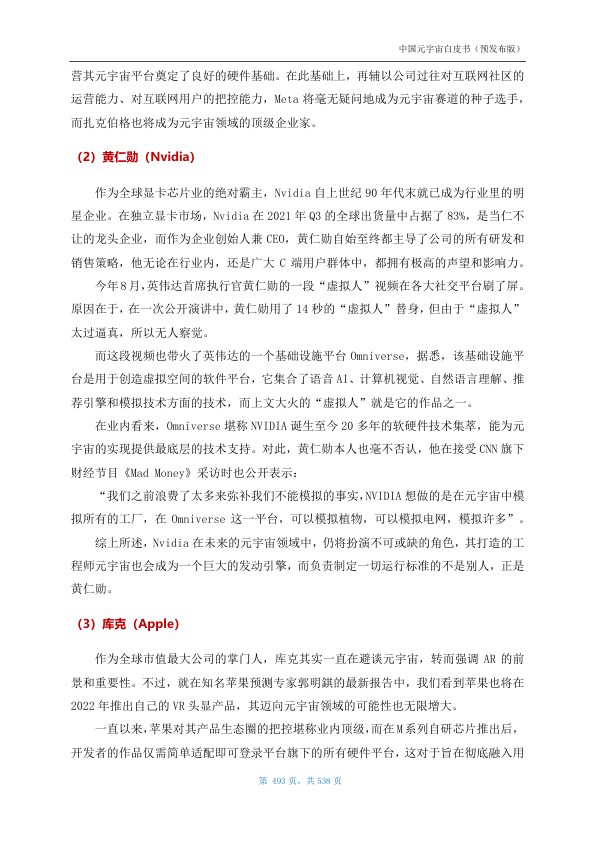 中国元宇宙白皮书（预发布版）
营其元宇宙平台奠定了良好的硬件基础。在此基础上，再辅以公司过往对互联网社区的
运营能力、对互联网用户的把控能力，Meta 将毫无疑问地成为元宇宙赛道的种子选手，
而扎克伯格也将成为元宇宙领域的顶级企业家。
（2）黄仁勋（Nvidia）
作为全球显卡芯片业的绝对霸主，Nvidia 自上世纪 90 年代末就已成为行业里的明
星企业。在独立显卡市场，Nvidia 在 2021 年 Q3 的全球出货量中占据了 83%，是当仁不
让的龙头企业，而作为企业创始人兼 CEO，黄仁勋自始至终都主导了公司的所有研发和
销售策略，他无论在行业内，还是广大 C 端用户群体中，都拥有极高的声望和影响力。
今年 8 月，英伟达首席执行官黄仁勋的一段“虚拟人”视频在各大社交平台刷了屏。
原因在于，在一次公开演讲中，黄仁勋用了 14 秒的“虚拟人”替身，但由于“虚拟人”
太过逼真，所以无人察觉。
而这段视频也带火了英伟达的一个基础设施平台 Omniverse，据悉，该基础设施平
台是用于创造虚拟空间的软件平台，它集合了语音 AI、计算机视觉、自然语言理解、推
荐引擎和模拟技术方面的技术，而上文大火的“虚拟人”就是它的作品之一。
在业内看来，Omniverse 堪称 NVIDIA 诞生至今 20 多年的软硬件技术集萃，能为元
宇宙的实现提供最底层的技术支持。对此，黄仁勋本人也毫不否认，他在接受 CNN 旗下
财经节目《Mad Money》采访时也公开表示：
“我们之前浪费了太多来弥补我们不能模拟的事实，NVIDIA 想做的是在元宇宙中模
拟所有的工厂，在 Omniverse 这一平台，可以模拟植物，可以模拟电网，模拟许多”。
综上所述，Nvidia 在未来的元宇宙领域中，仍将扮演不可或缺的角色，其打造的工
程师元宇宙也会成为一个巨大的发动引擎，而负责制定一切运行标准的不是别人，正是
黄仁勋。
（3）库克（Apple）
作为全球市值最大公司的掌门人，库克其实一直在避谈元宇宙，转而强调 AR 的前
景和重要性。不过，就在知名苹果预测专家郭明錤的最新报告中，我们看到苹果也将在
2022 年推出自己的 VR 头显产品，其迈向元宇宙领域的可能性也无限增大。
一直以来，苹果对其产品生态圈的把控堪称业内顶级，而在 M 系列自研芯片推出后，
开发者的作品仅需简单适配即可登录平台旗下的所有硬件平台，这对于旨在彻底融入用
第 493 页，共 538 页